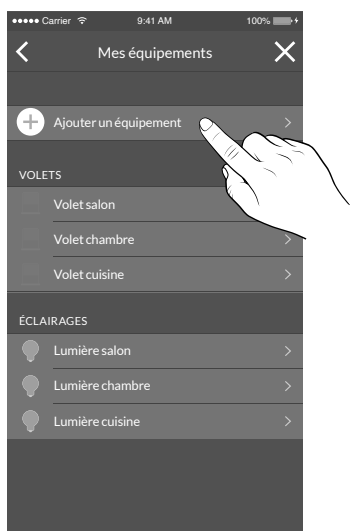 Carrier 9:41 AM 100%
Mes équipements
Ajouter un équipement
VOLETS
Volet salon
Volet chambre
Volet cuisine
ÉCLAIRAGES
Lumière salon
Lumière chambre
Lumière cuisine